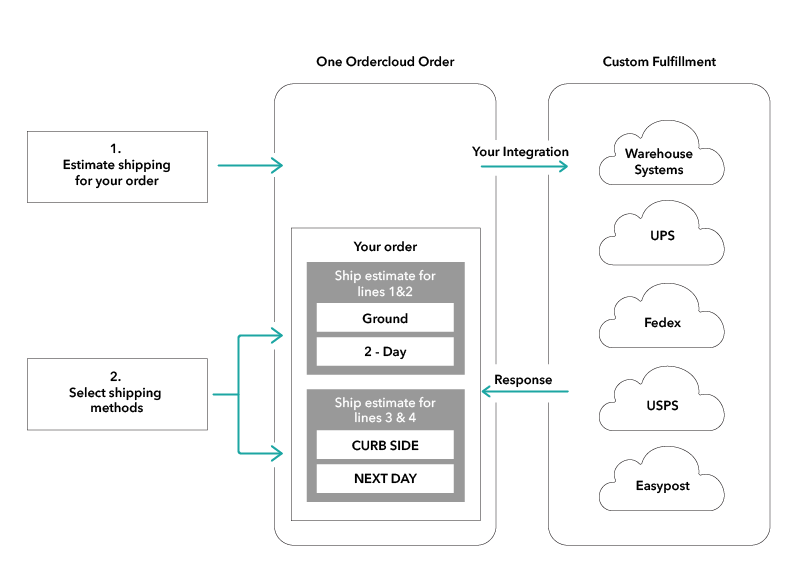 One Ordercloud Order
Custom Fulfillment
1.
Estimate shipping
for your order
Your Integration
Warehouse
Systems
UPS
Fedex
USPS
Easypost
Your order
Ship estimate for
lines 1&2
Ground
2 - Day
2.
Select shipping
methods
Response
Ship estimate for
lines 3 & 4
CURB SIDE
NEXT DAY